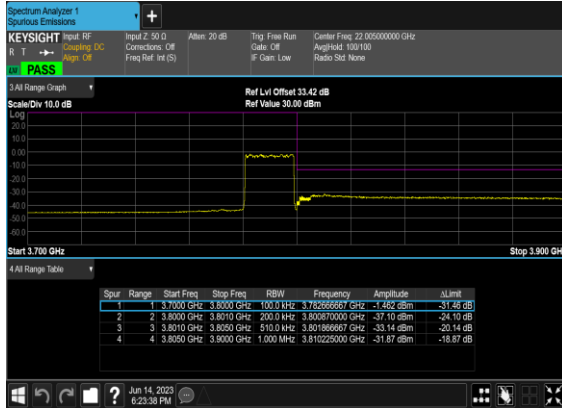 Spectrum Analyzer 1
Spurious Emissions
KEYSIGHT Input: RF Input Z: 50 Ω Atten: 20 dB Trig: Free Run Center Freq: 22.005000000 GHz
R T Coupling: DC Corrections: Off Gate: Off Avg|Hold: 100/100
Align: Off Freq Ref: Int (S) IF Gain: Low Radio Std: None
PASS
3 All Range Graph
Ref Lvl Offset 33.42 dB
Scale/Div 10.0 dB Ref Value 30.00 dBm
Log
20.0
10.0
0.00
-10.0
-20.0
-30.0
-40.0
-50.0
-60.0
Start 3.700 GHz Stop 3.900 GHz
4 All Range Table
Spur Range Start Freq Stop Freq RBW Frequency Amplitude ΔLimit
1 1 3.7000 GHz 3.8000 GHz 100.0 kHz 3.782666667 GHz -1.462 dBm -31.46 dB
2 2 3.8000 GHz 3.8010 GHz 200.0 kHz 3.800870000 GHz -37.10 dBm -24.10 dB
3 3 3.8010 GHz 3.8050 GHz 510.0 kHz 3.801866667 GHz -33.14 dBm -20.14 dB
4 4 3.8050 GHz 3.9000 GHz 1.000 MHz 3.810225000 GHz -31.87 dBm -18.87 dB
Jun 14, 2023
6:23:38 PM